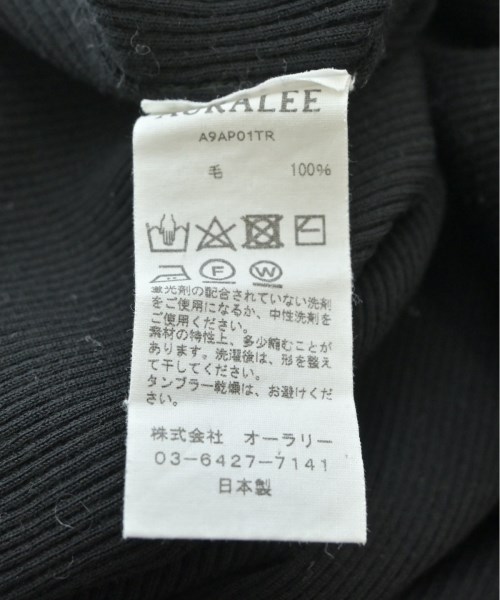 AURALEE
A9AP01TR
毛 100%
F W
蛍光剤の配合されていない洗剤
をご使用になるか、中性洗剤を
ご使用ください。
素材の特性上、多少縮むことが
あります。洗濯後は、形を整え
て干してください。
タンブラー乾燥は、お避けくだ
さい。
株式会社 オーラリー
03-6427-7141
日本製